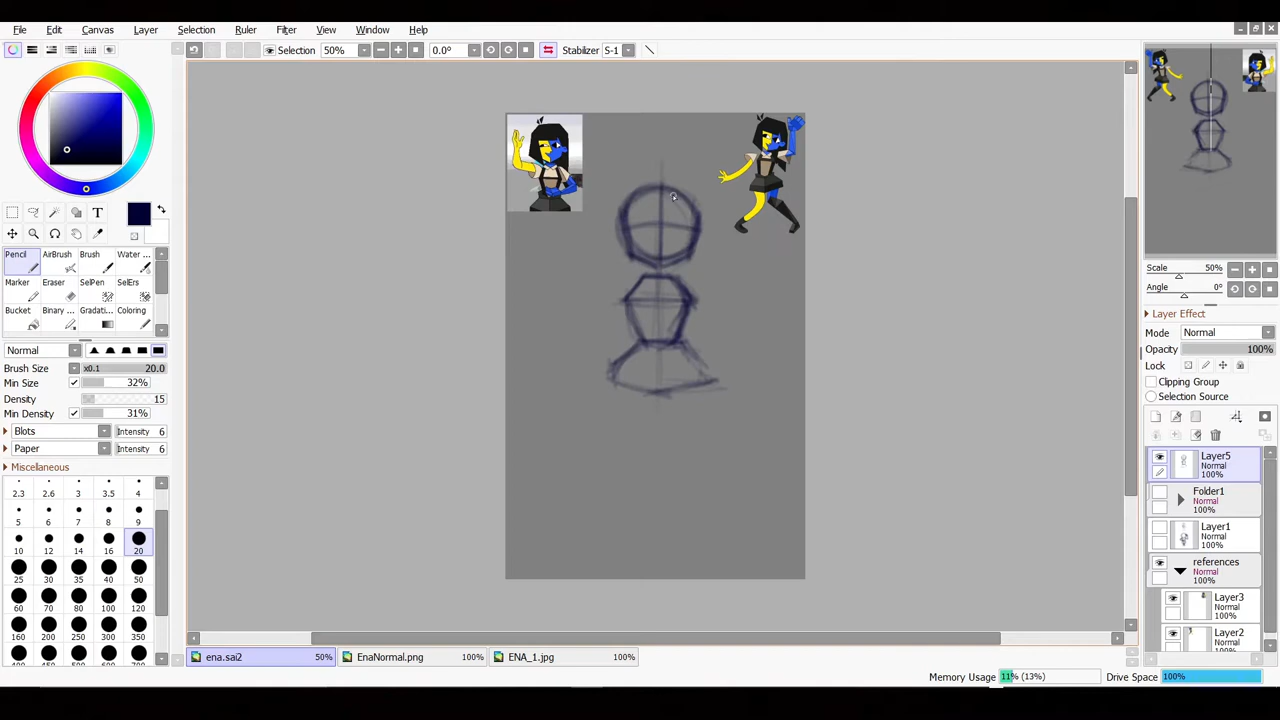 File Edit Canvas Layer Selection Ruler Filter View Window Help
Selection 50% 0.0° Stabilizer S-1
Pencil AirBrush Brush Water ...
Marker Eraser SelPen SelErs
Bucket Binary ... Gradati... Coloring
Normal
Brush Size x0.1 20.0
Min Size 32%
Density 15
Min Density 31%
Blots Intensity 6
Paper Intensity 6
Miscellaneous
2.3 2.6 3 3.5 4
5 6 7 8 9
10 12 14 16 20
25 30 35 40 50
60 70 80 100 120
160 200 250 300 350
Scale 50%
Angle 0°
Layer Effect
Mode Normal
Opacity 100%
Lock
Clipping Group
Selection Source
Layer5
Normal
100%
Folder1
Normal
100%
Layer1
Normal
100%
references
Normal
100%
Layer3
Normal
100%
Layer2
Normal
ena.sai2 50% EnaNormal.png 100% ENA_1.jpg 100%
Memory Usage 11% (13%) Drive Space 100%